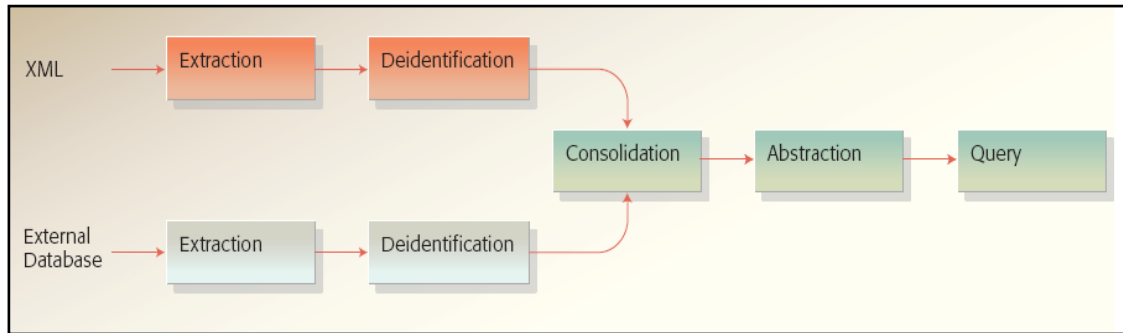 XML
Extraction
Deidentification
Consolidation
Abstraction
Query
External
Database
Extraction
Deidentification